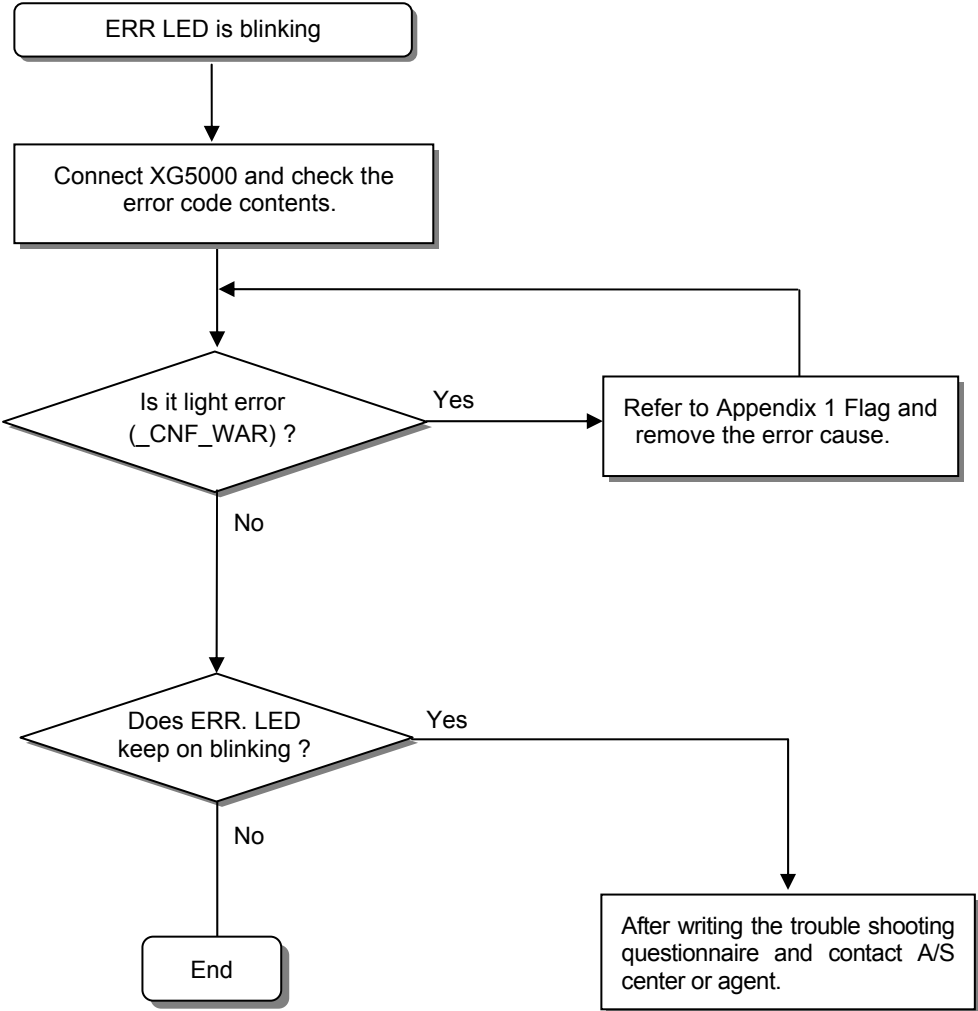 ERR LED is blinking
Connect XG5000 and check the
error code contents.
Is it light error
(_CNF_WAR) ?
Yes
Refer to Appendix 1 Flag and
remove the error cause.
No
Does ERR. LED
keep on blinking ?
Yes
No
End
After writing the trouble shooting
questionnaire and contact A/S
center or agent.